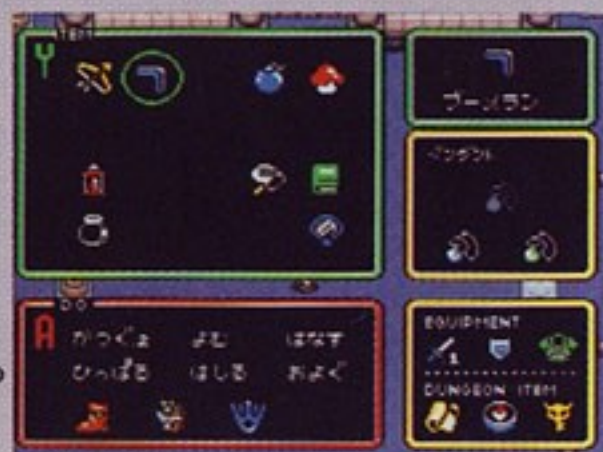 Y
ITEM
ブーメラン
ペンダント
A
かつぐ よむ はなす
ひっぱる はしる およぐ
EQUIPMENT
1
DUNGEON ITEM